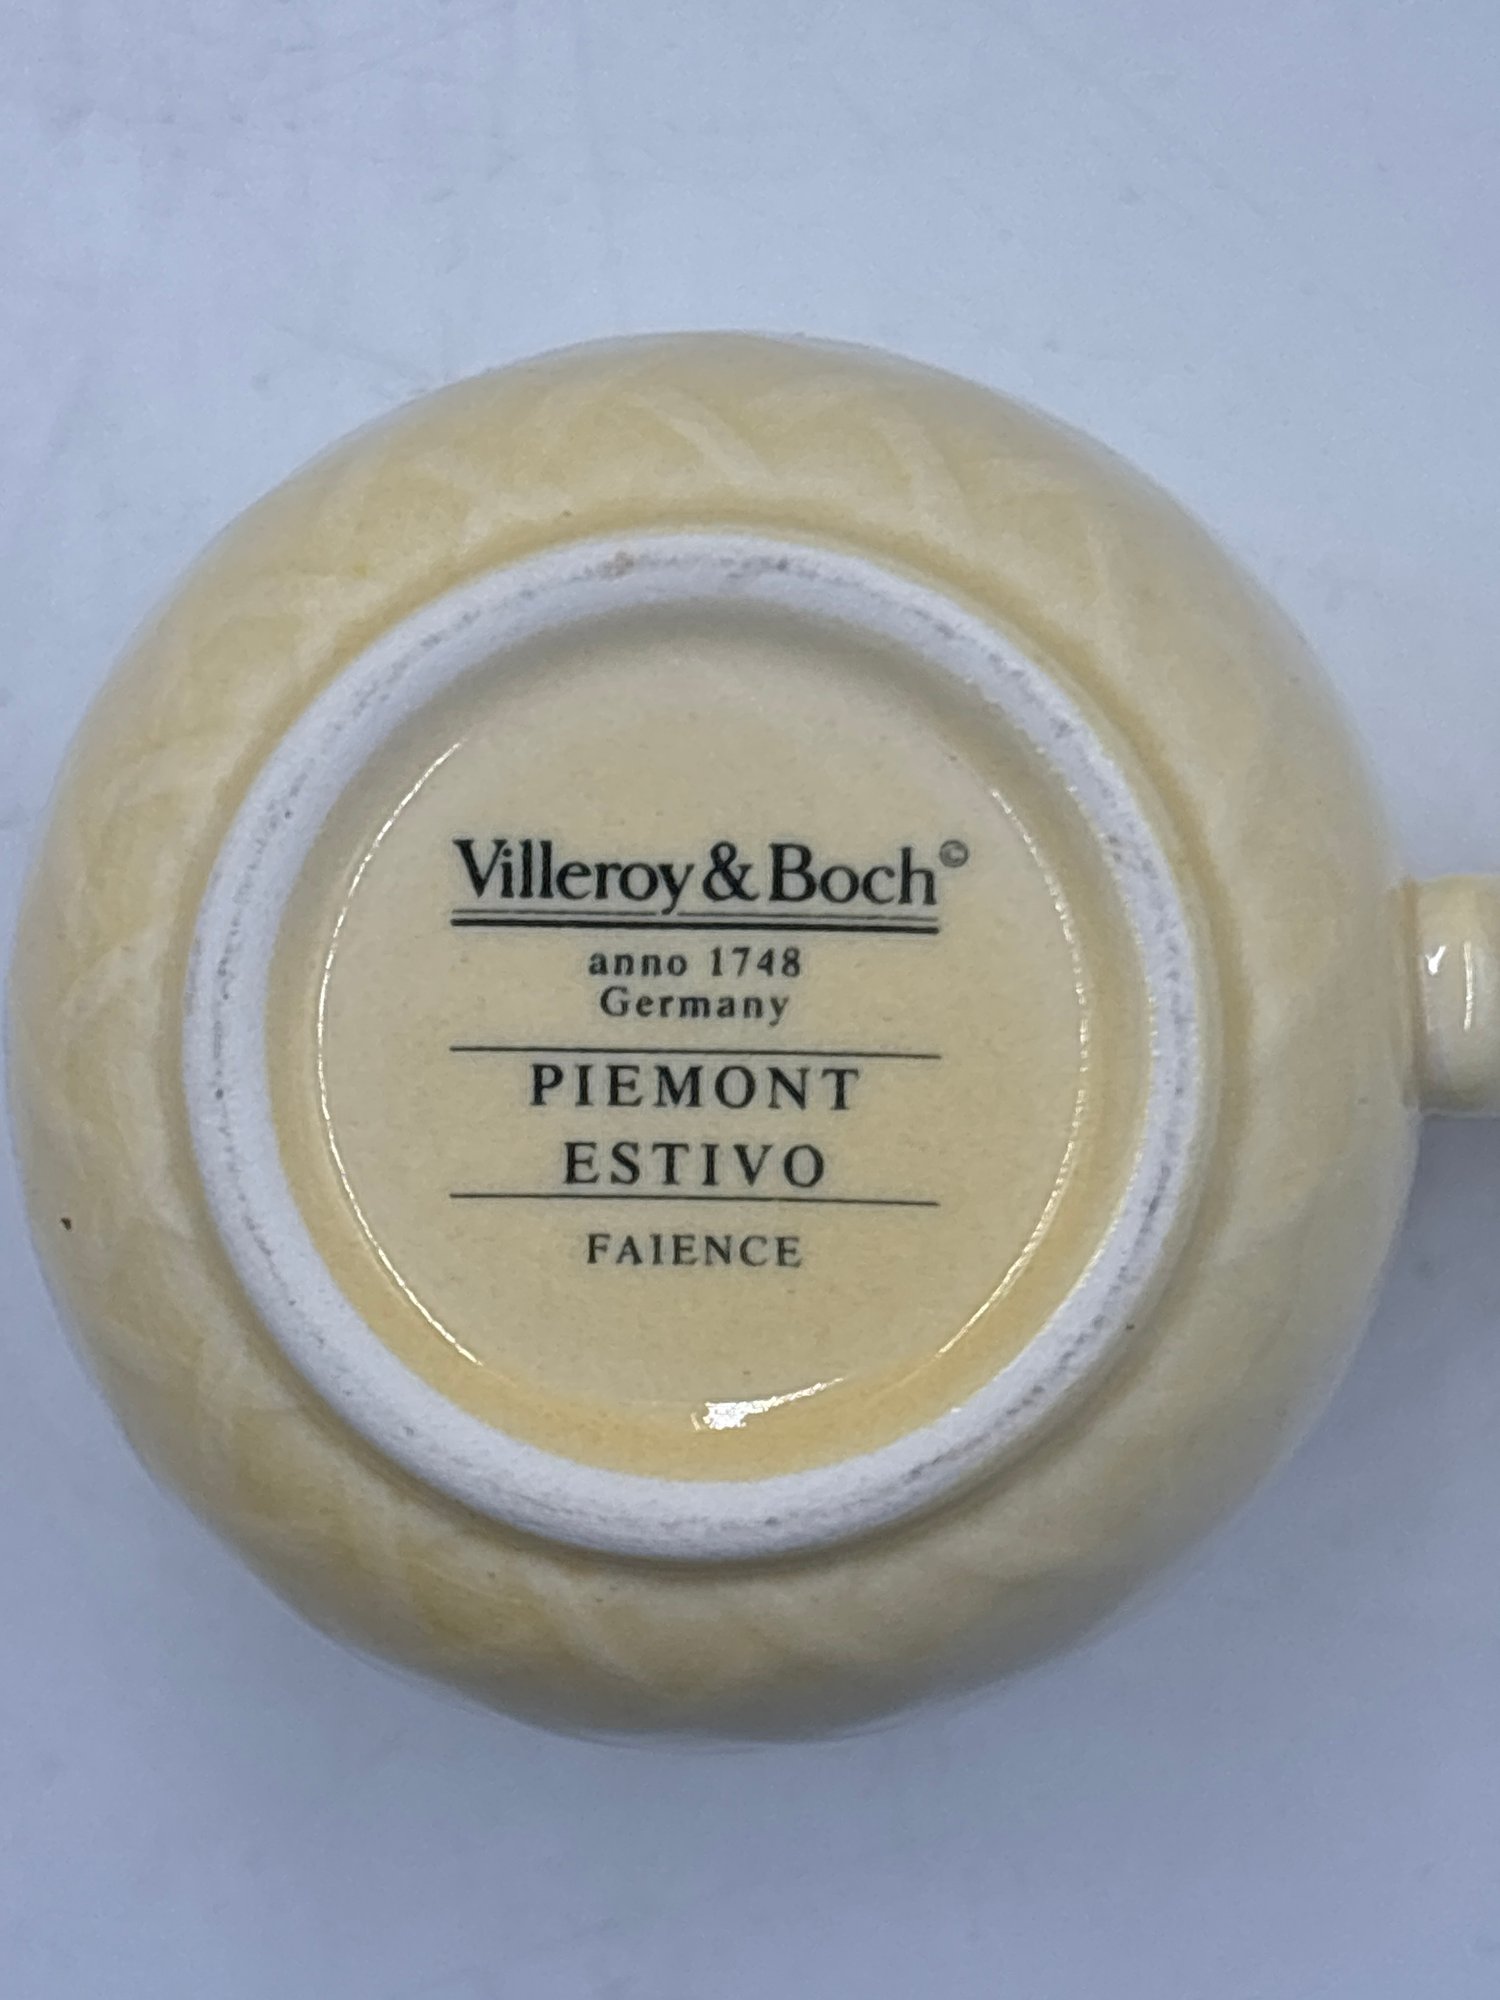 Villeroy & Boch©
anno 1748
Germany
PIEMONT
ESTIVO
FAIENCE